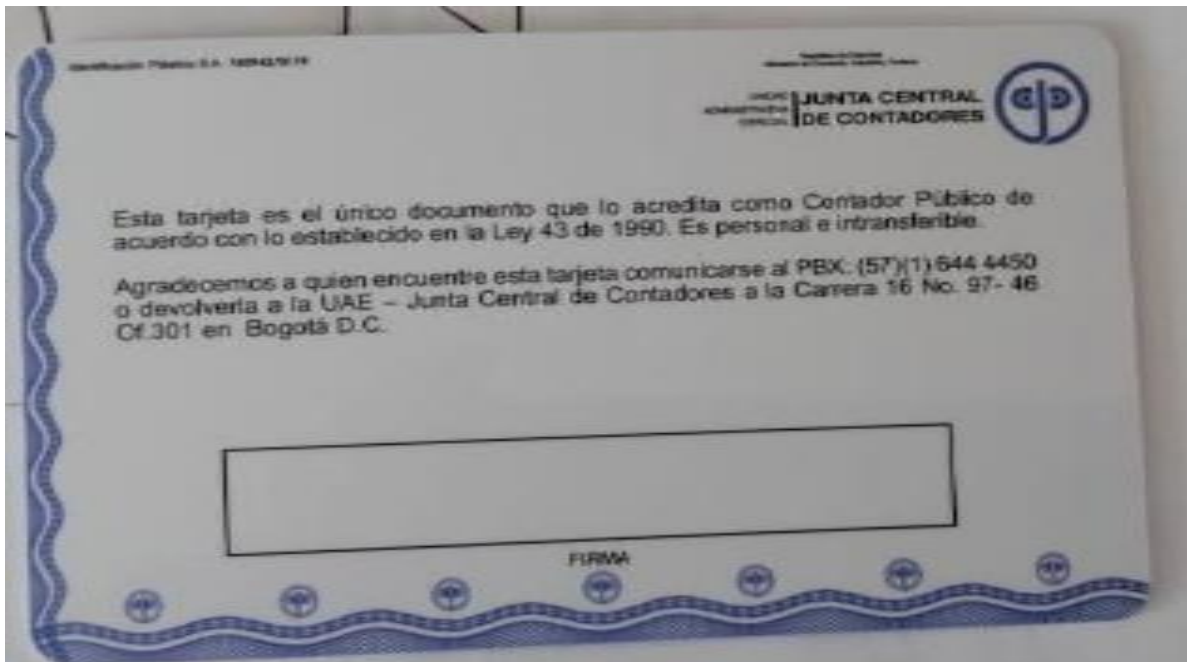 Identificación Plástica S.A.
JUNTA CENTRAL
DE CONTADORES
Esta tarjeta es el único documento que lo acredita como Contador Público de
acuerdo con lo establecido en la Ley 43 de 1990. Es personal e intransferible.
Agradecemos a quien encuentre esta tarjeta comunicarse al PBX: (57)(1) 644 4450
o devolverla a la UAE – Junta Central de Contadores a la Carrera 16 No. 97- 46
Of.301 en Bogotá D.C.
FIRMA